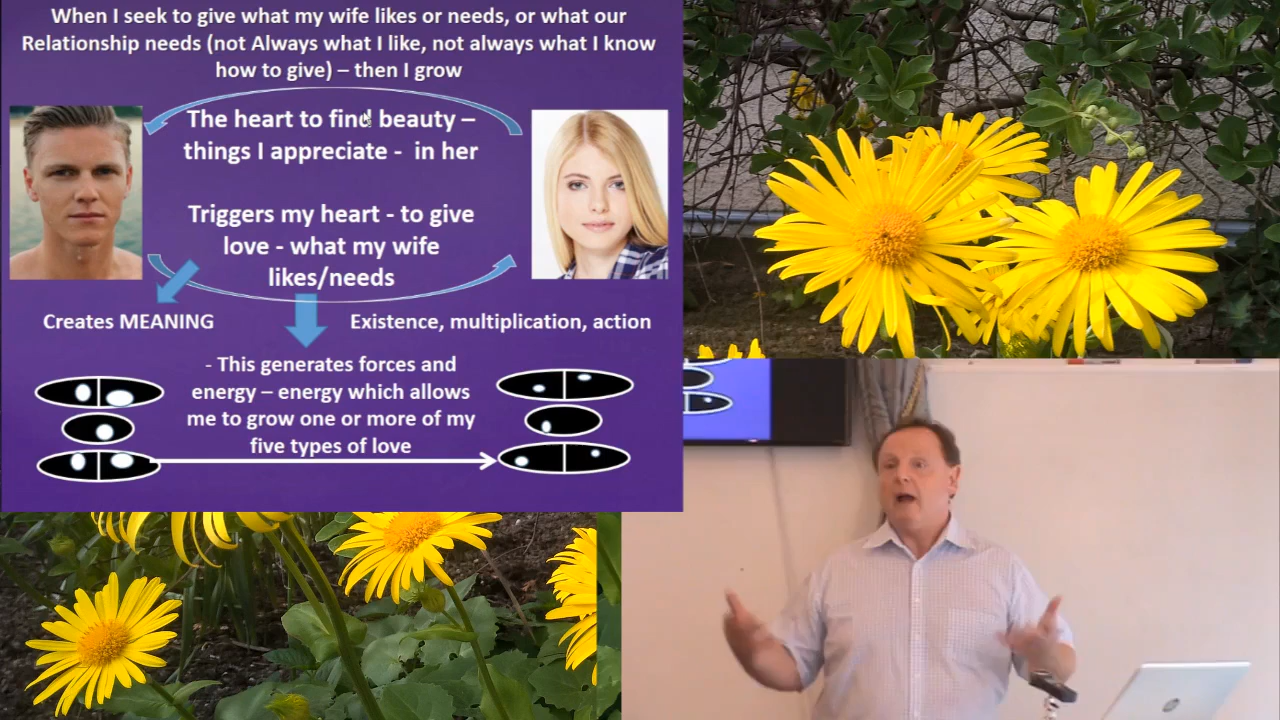 When I seek to give what my wife likes or needs, or what our
Relationship needs (not Always what I like, not always what I know
how to give) – then I grow
The heart to find beauty –
things I appreciate - in her
Triggers my heart - to give
love - what my wife
likes/needs
Creates MEANING
Existence, multiplication, action
- This generates forces and
energy – energy which allows
me to grow one or more of my
five types of love